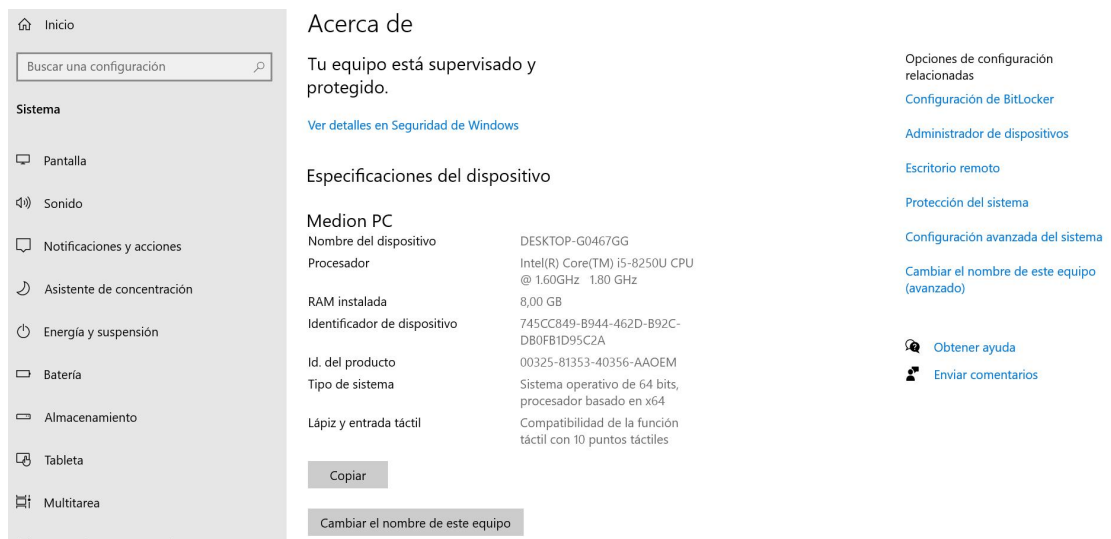 Inicio
Buscar una configuración
Sistema
Pantalla
Sonido
Notificaciones y acciones
Asistente de concentración
Energía y suspensión
Batería
Almacenamiento
Tableta
Multitarea
Acerca de
Tu equipo está supervisado y
protegido.
Ver detalles en Seguridad de Windows
Especificaciones del dispositivo
Medion PC
Nombre del dispositivo DESKTOP-G0467GG
Procesador Intel(R) Core(TM) i5-8250U CPU
@ 1.60GHz 1.80 GHz
RAM instalada 8,00 GB
Identificador de dispositivo 745CC849-B944-462D-B92C-
DB0FB1D95C2A
Id. del producto 00325-81353-40356-AAOEM
Tipo de sistema Sistema operativo de 64 bits,
procesador basado en x64
Lápiz y entrada táctil Compatibilidad de la función
táctil con 10 puntos táctiles
Copiar
Cambiar el nombre de este equipo
Opciones de configuración
relacionadas
Configuración de BitLocker
Administrador de dispositivos
Escritorio remoto
Protección del sistema
Configuración avanzada del sistema
Cambiar el nombre de este equipo
(avanzado)
Obtener ayuda
Enviar comentarios